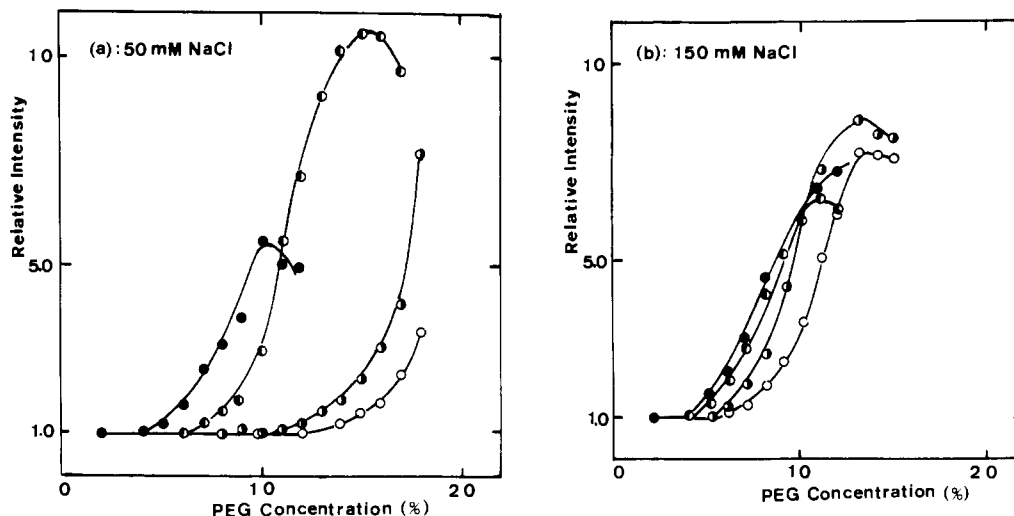 (a): 50 mM NaCl
10
5.0
1.0
Relative Intensity
0
10
20
PEG Concentration (%)
(b): 150 mM NaCl
10
5.0
1.0
Relative Intensity
0
10
20
PEG Concentration (%)